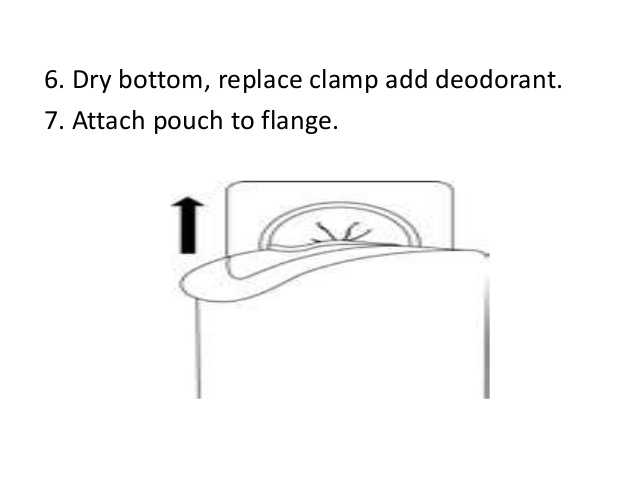 6. Dry bottom, replace clamp add deodorant.
7. Attach pouch to flange.